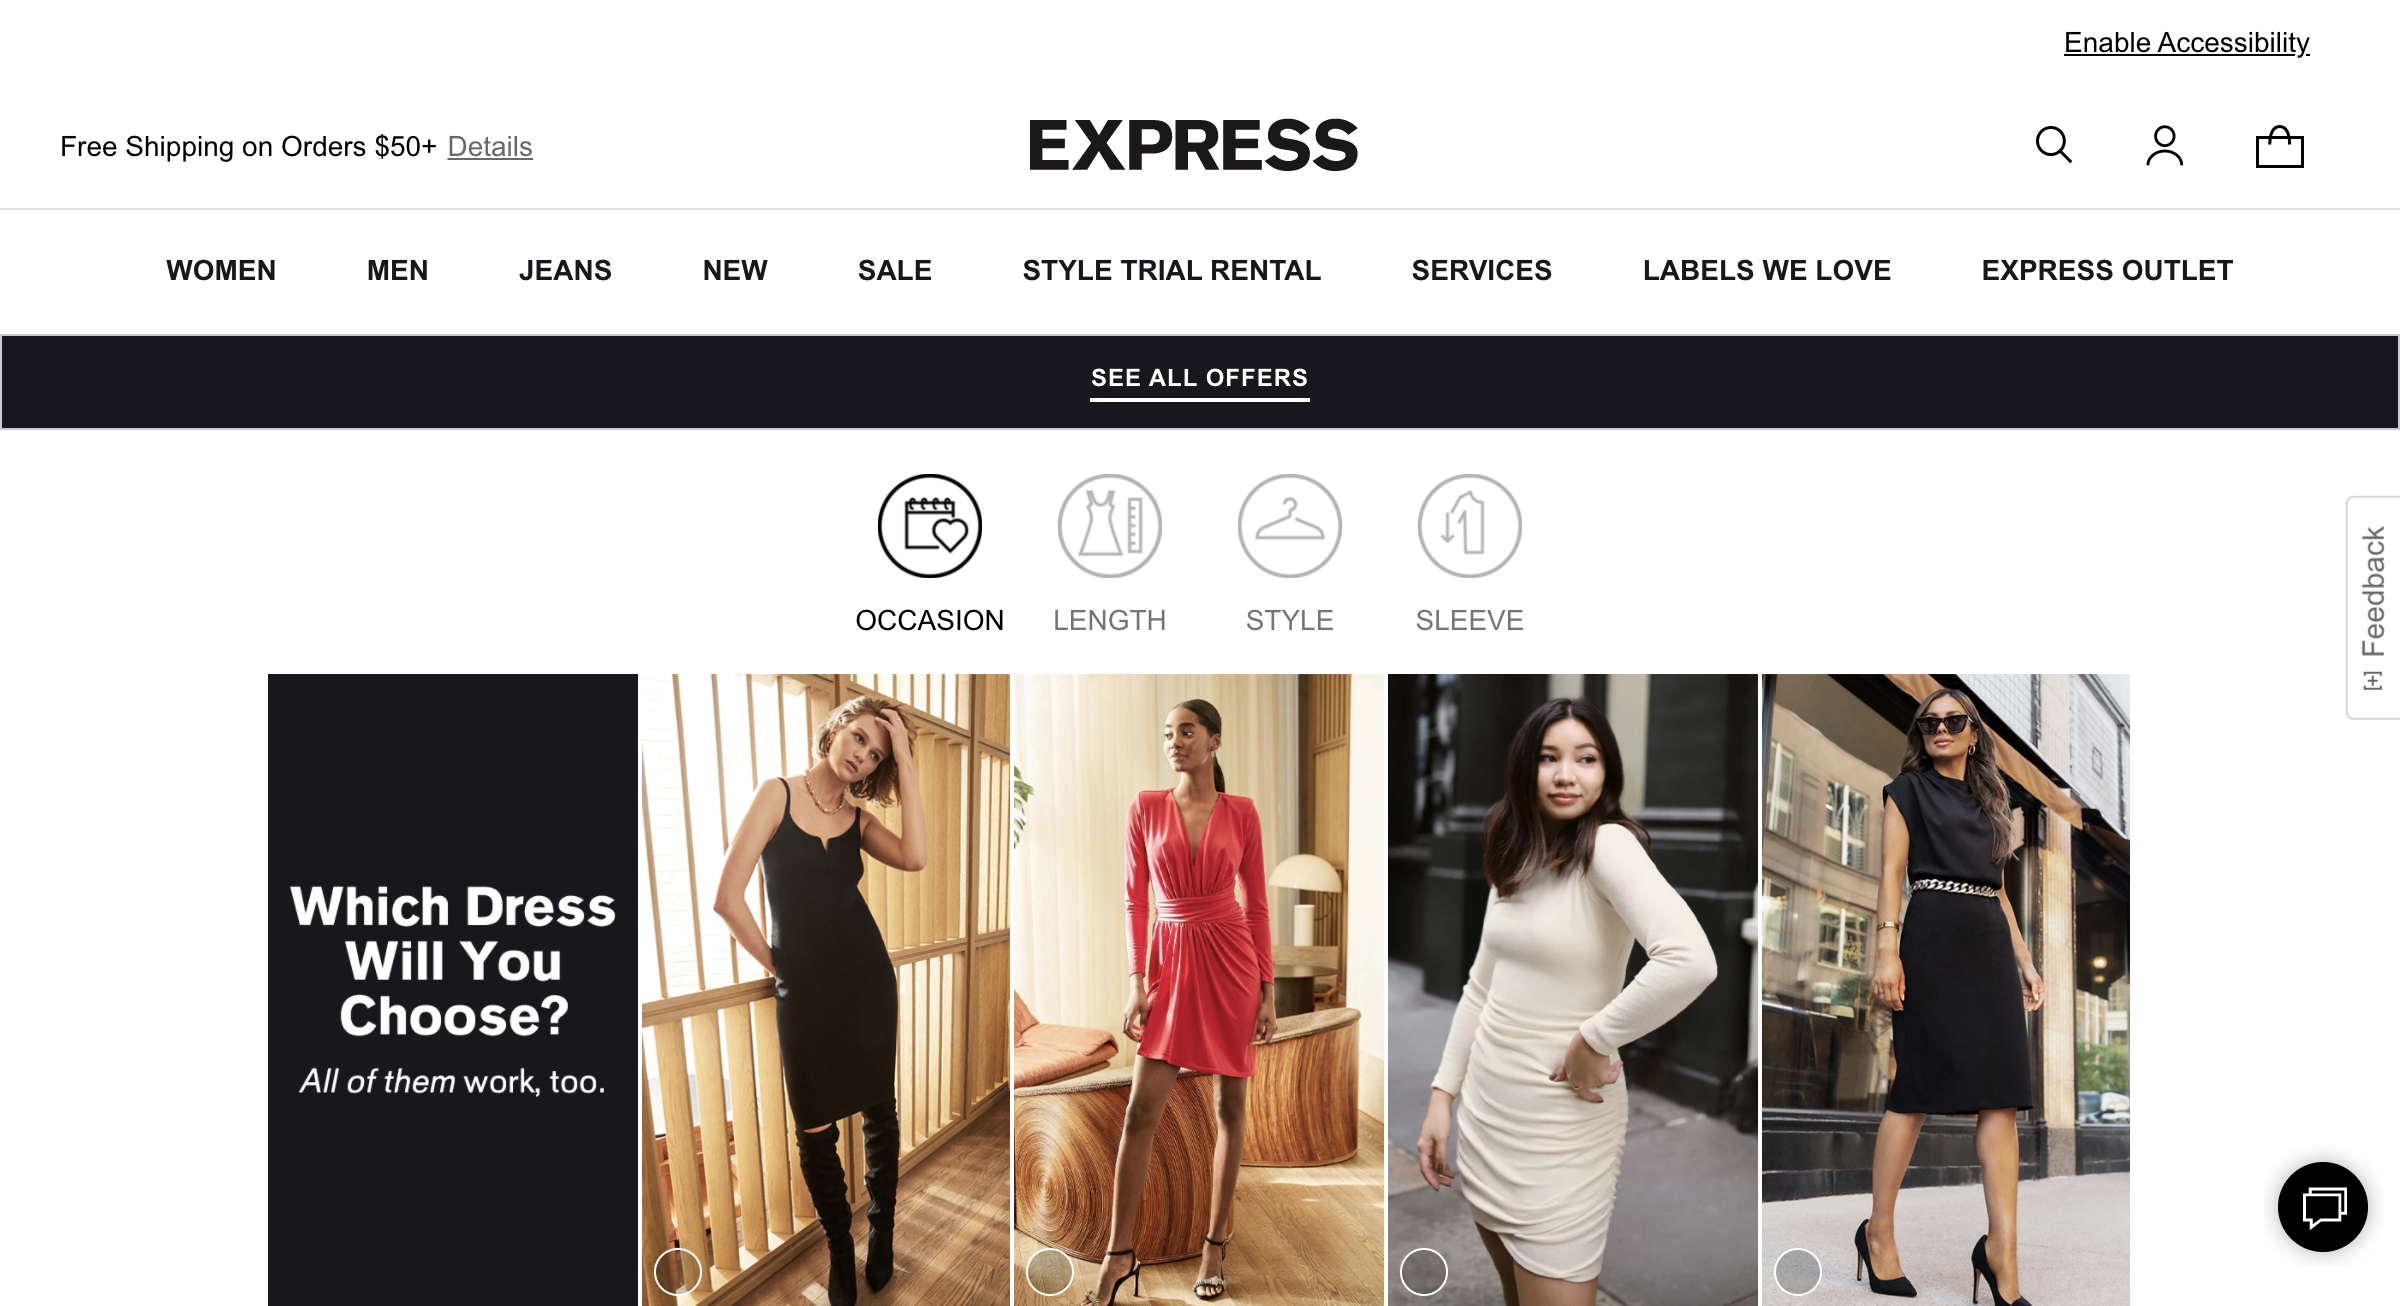 Enable Accessibility
Free Shipping on Orders $50+ Details
EXPRESS
WOMEN MEN JEANS NEW SALE STYLE TRIAL RENTAL SERVICES LABELS WE LOVE EXPRESS OUTLET
SEE ALL OFFERS
OCCASION LENGTH STYLE SLEEVE
[+] Feedback
Which Dress
Will You
Choose?
All of them work, too.